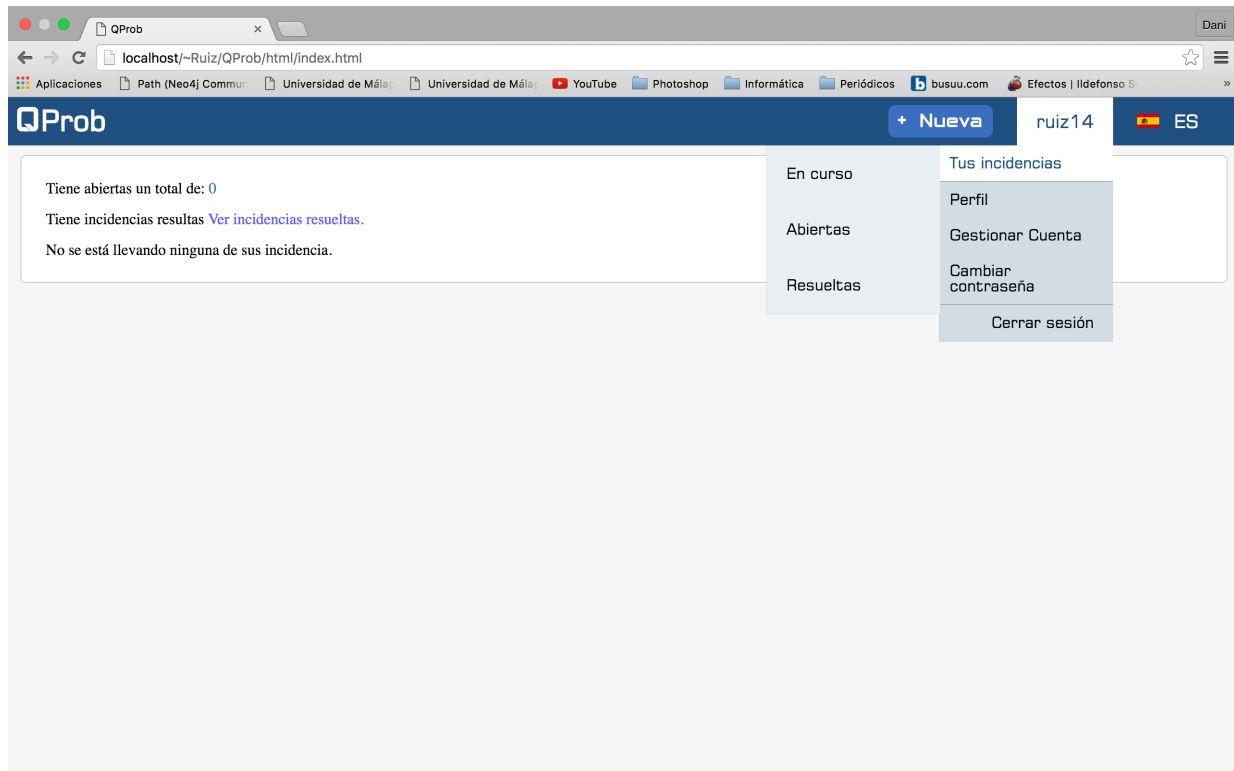 QProb
Dani
localhost/~Ruiz/QProb/html/index.html
Aplicaciones Path (Neo4j Commun Universidad de Mála Universidad de Mála YouTube Photoshop Informática Periódicos busuu.com Efectos | Ildefonso S »
QProb + Nueva ruiz14 ES
Tiene abiertas un total de: 0
Tiene incidencias resultas Ver incidencias resueltas.
No se está llevando ninguna de sus incidencia.
En curso
Abiertas
Resueltas
Tus incidencias
Perfil
Gestionar Cuenta
Cambiar
contraseña
Cerrar sesión